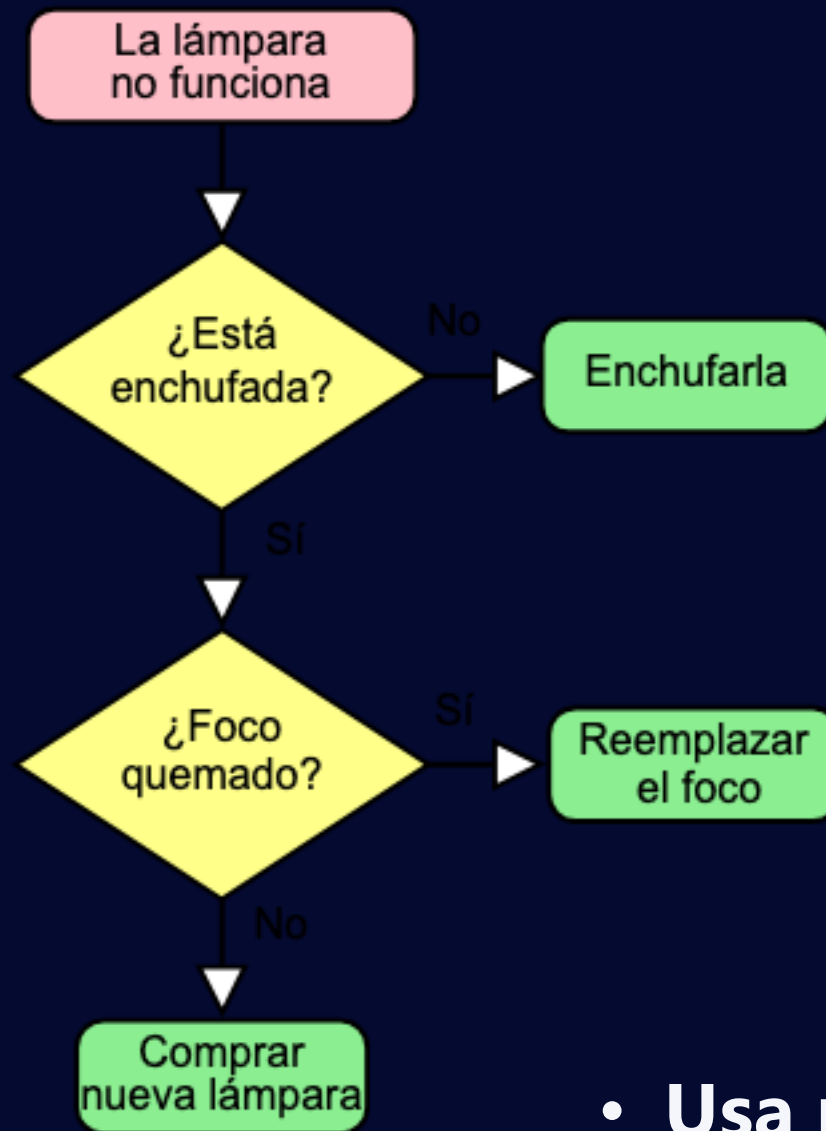 La lámpara
no funciona
¿Está
enchufada?
No
Enchufarla
Sí
¿Foco
quemado?
Sí
Reemplazar
el foco
No
Comprar
nueva lámpara
• Usa